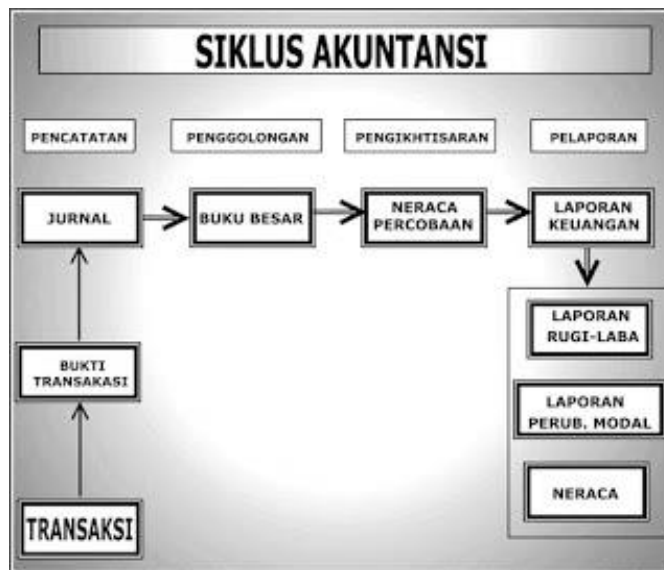 SIKLUS AKUNTANSI
PENCATATAN
PENGGOLONGAN
PENGIKHTISARAN
PELAPORAN
JURNAL
BUKU BESAR
NERACA
PERCOBAAN
LAPORAN
KEUANGAN
BUKTI
TRANSAKASI
TRANSAKSI
LAPORAN
RUGI-LABA
LAPORAN
PERUB. MODAL
NERACA